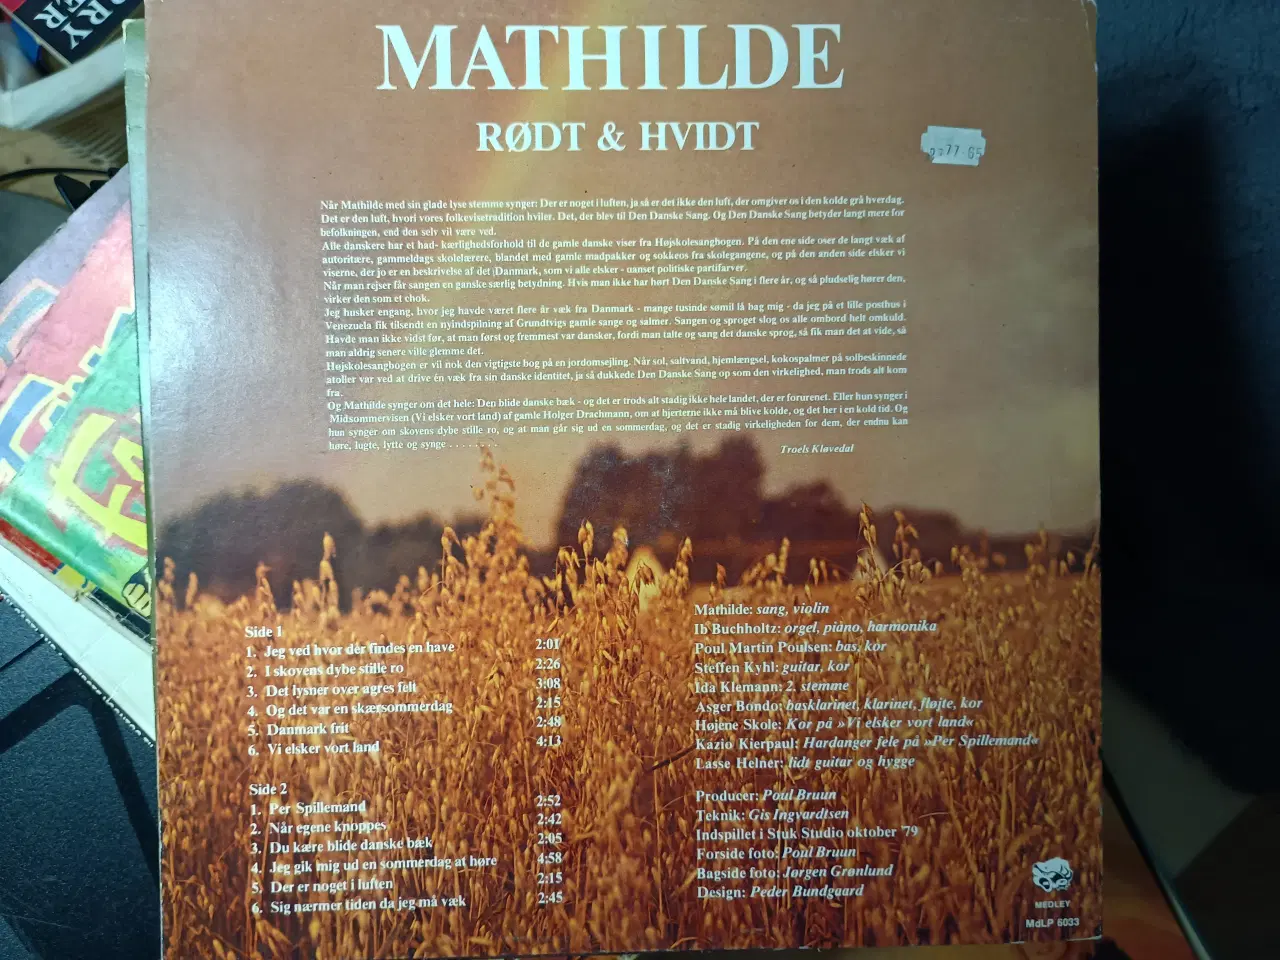 MATHILDE
RØDT & HVIDT
Når Mathilde med sin glade lyse stemme synger: Der er noget i luften, ja så er det ikke den luft, der omgiver os i den kolde grå hverdag.
Det er den luft, hvori vores folkevisetradition hviler. Det, der blev til Den Danske Sang. Og Den Danske Sang betyder langt mere for
befolkningen, end den selv vil være ved.
Alle danskere har et had- kærlighedsforhold til de gamle danske viser fra Højskolesangbogen. På den ene side oser de langt væk af
autoritære, gammeldags skolelærere, blandet med gamle madpakker og sokkeos fra skolegangene, og på den anden side elsker vi
viserne, der jo er en beskrivelse af det Danmark, som vi alle elsker - uanset politiske partifarver.
Når man rejser får sangen en ganske særlig betydning. Hvis man ikke har hørt Den Danske Sang i flere år, og så pludselig hører den,
virker den som et chok.
Jeg husker engang, hvor jeg havde været flere år væk fra Danmark - mange tusinde sømil lå bag mig - da jeg på et lille posthus i
Venezuela fik tilsendt en nyindspilning af Grundtvigs gamle sange og salmer. Sangen og sproget slog os alle ombord helt omkuld.
Havde man ikke vidst før, at man først og fremmest var dansker, fordi man talte og sang det danske sprog, så fik man det at vide, så
man aldrig senere ville glemme det.
Højskolesangbogen er vil nok den vigtigste bog på en jordomsejling. Når sol, saltvand, hjemlængsel, kokospalmer på solbeskinnede
atoller var ved at drive én væk fra sin danske identitet, ja så dukkede Den Danske Sang op som den virkelighed, man trods alt kom
fra.
Og Mathilde synger om det hele: Den blide danske bæk - og det er trods alt stadig ikke hele landet, der er forurenet. Eller hun synger i
Midsommervisen (Vi elsker vort land) af gamle Holger Drachmann, om at hjerterne ikke må blive kolde, og det her i en kold tid. Og
hun synger om skovens dybe stille ro, og at man går sig ud en sommerdag, og det er stadig virkeligheden for dem, der endnu kan
høre, lugte, lytte og synge . . . . . . . .
Troels Kløvedal
Side 1
1. Jeg ved hvor der findes en have 2:01
2. I skovens dybe stille ro 2:26
3. Det lysner over agres felt 3:08
4. Og det var en skærsommerdag 2:15
5. Danmark frit 2:48
6. Vi elsker vort land 4:13
Side 2
1. Per Spillemand 2:52
2. Når egene knoppes 2:42
3. Du kære blide danske bæk 2:05
4. Jeg gik mig ud en sommerdag at høre 4:58
5. Der er noget i luften 2:15
6. Sig nærmer tiden da jeg må væk 2:45
Mathilde: sang, violin
Ib Buchholtz: orgel, piano, harmonika
Poul Martin Poulsen: bas, kor
Steffen Kyhl: guitar, kor
Ida Klemann: 2. stemme
Asger Bondo: basklarinet, klarinet, fløjte, kor
Højene Skole: Kor på »Vi elsker vort land«
Kazio Kierpaul: Hardanger fele på »Per Spillemand«
Lasse Helner: lidt guitar og hygge
Producer: Poul Bruun
Teknik: Gis Ingvardtsen
Indspillet i Stuk Studio oktober '79
Forside foto: Poul Bruun
Bagside foto: Jørgen Grønlund
Design: Peder Bundgaard
MEDLEY
MdLP 6033